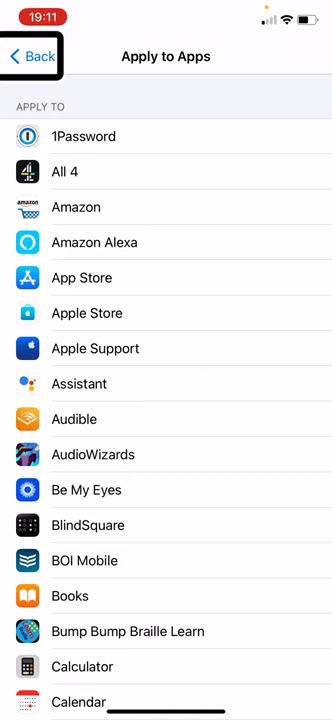 19:11
Back
Apply to Apps
APPLY TO
1Password
All 4
amazon
Amazon
Amazon Alexa
App Store
Apple Store
Apple Support
Assistant
Audible
AudioWizards
Be My Eyes
BlindSquare
BOI Mobile
Books
Bump Bump Braille Learn
Calculator
Calendar